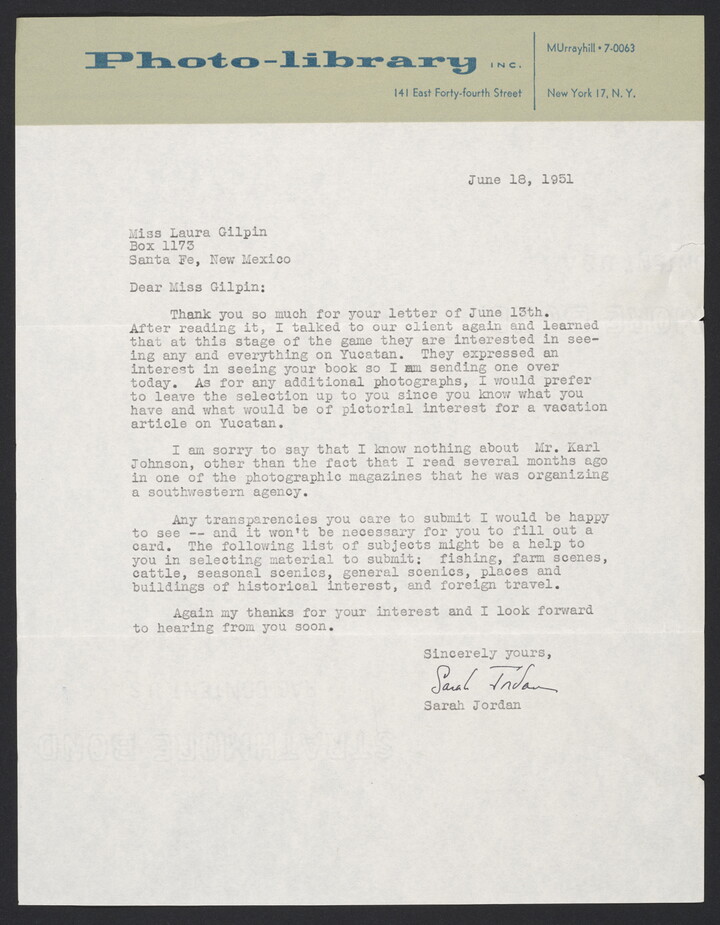 Photo-library INC.
MUrrayhill • 7-0063
141 East Forty-fourth Street
New York 17, N. Y.
June 18, 1951
Miss Laura Gilpin
Box 1173
Santa Fe, New Mexico
Dear Miss Gilpin:
Thank you so much for your letter of June 13th.
After reading it, I talked to our client again and learned
that at this stage of the game they are interested in see-
ing any and everything on Yucatan. They expressed an
interest in seeing your book so I am sending one over
today. As for any additional photographs, I would prefer
to leave the selection up to you since you know what you
have and what would be of pictorial interest for a vacation
article on Yucatan.
I am sorry to say that I know nothing about Mr. Karl
Johnson, other than the fact that I read several months ago
in one of the photographic magazines that he was organizing
a southwestern agency.
Any transparencies you care to submit I would be happy
to see -- and it won't be necessary for you to fill out a
card. The following list of subjects might be a help to
you in selecting material to submit: fishing, farm scenes,
cattle, seasonal scenics, general scenics, places and
buildings of historical interest, and foreign travel.
Again my thanks for your interest and I look forward
to hearing from you soon.
Sincerely yours,
Sarah Jordan
Sarah Jordan